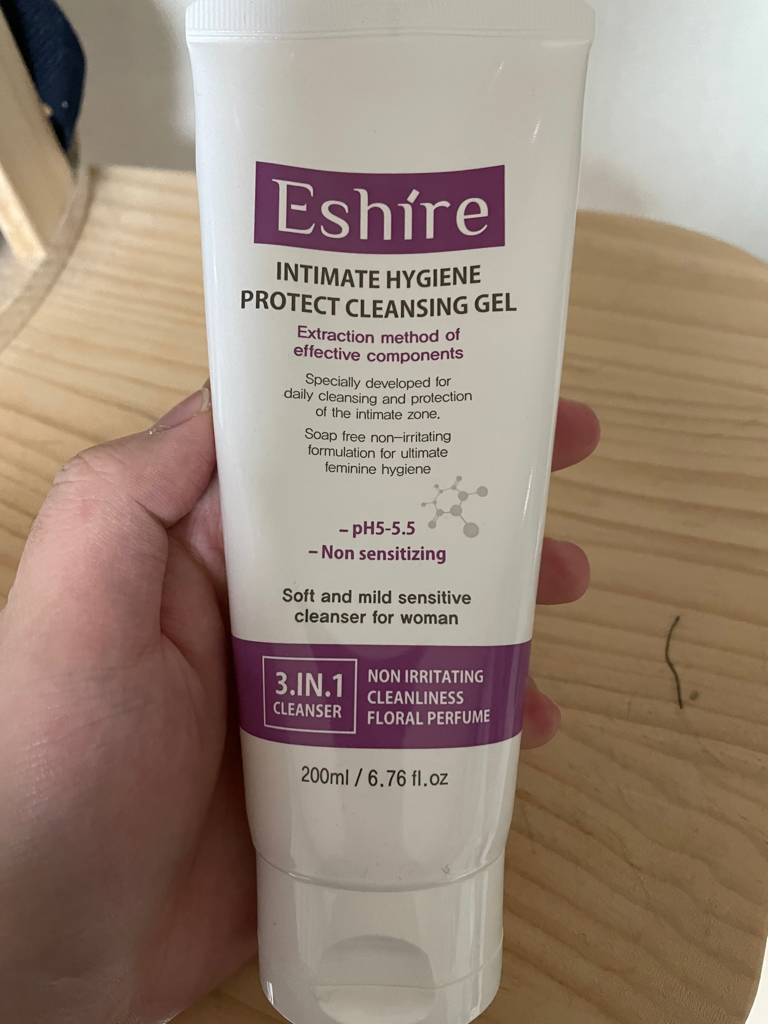 Eshire
INTIMATE HYGIENE
PROTECT CLEANSING GEL
Extraction method of
effective components
Specially developed for
daily cleansing and protection
of the intimate zone.
Soap free non-irritating
formulation for ultimate
feminine hygiene
- pH5-5.5
- Non sensitizing
Soft and mild sensitive
cleanser for woman
3.IN.1
CLEANSER
NON IRRITATING
CLEANLINESS
FLORAL PERFUME
200ml / 6.76 fl.oz